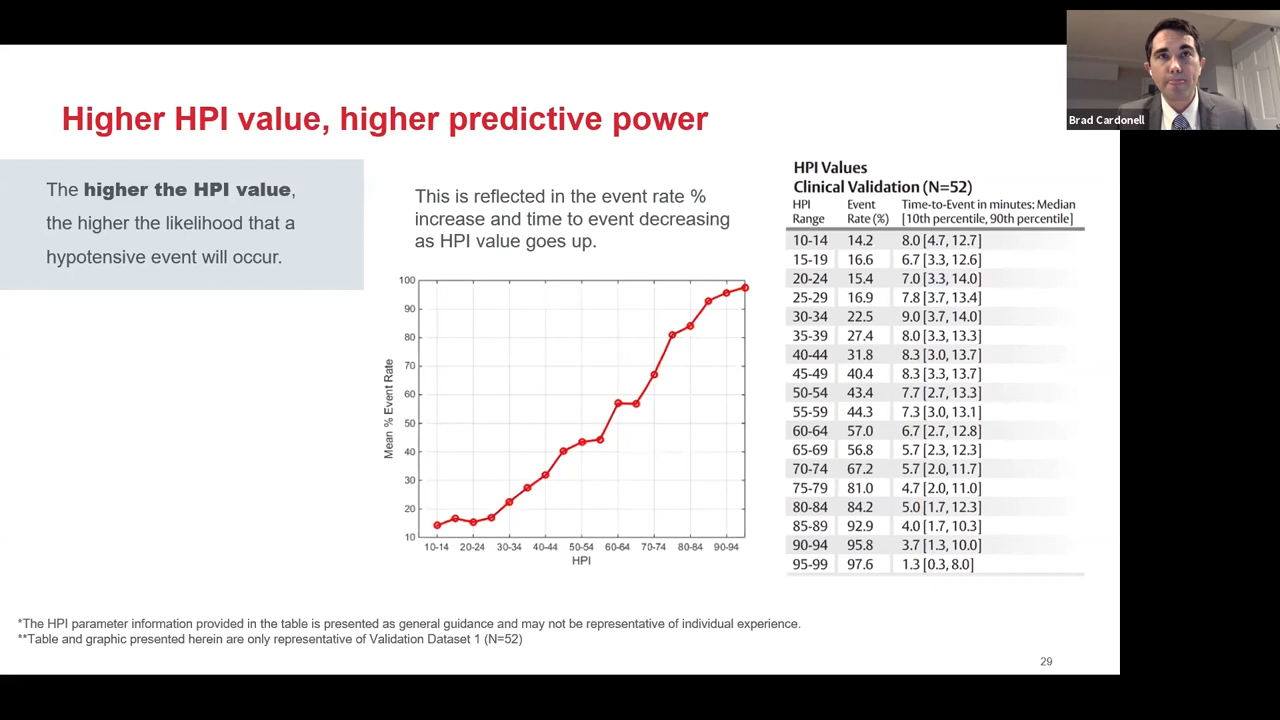 Brad Cardonell
Higher HPI value, higher predictive power
The higher the HPI value,
the higher the likelihood that a
hypotensive event will occur.
This is reflected in the event rate %
increase and time to event decreasing
as HPI value goes up.
100
90
80
70
60
50
40
30
20
10
Mean % Event Rate
10-14 20-24 30-34 40-44 50-54 60-64 70-74 80-84 90-94
HPI
HPI Values
Clinical Validation (N=52)
HPI Event Time-to-Event in minutes: Median
Range Rate (%) [10th percentile, 90th percentile]
10-14 14.2 8.0 [4.7, 12.7]
15-19 16.6 6.7 [3.3, 12.6]
20-24 15.4 7.0 [3.3, 14.0]
25-29 16.9 7.8 [3.7, 13.4]
30-34 22.5 9.0 [3.7, 14.0]
35-39 27.4 8.0 [3.3, 13.3]
40-44 31.8 8.3 [3.0, 13.7]
45-49 40.4 8.3 [3.3, 13.7]
50-54 43.4 7.7 [2.7, 13.3]
55-59 44.3 7.3 [3.0, 13.1]
60-64 57.0 6.7 [2.7, 12.8]
65-69 56.8 5.7 [2.3, 12.3]
70-74 67.2 5.7 [2.0, 11.7]
75-79 81.0 4.7 [2.0, 11.0]
80-84 84.2 5.0 [1.7, 12.3]
85-89 92.9 4.0 [1.7, 10.3]
90-94 95.8 3.7 [1.3, 10.0]
95-99 97.6 1.3 [0.3, 8.0]
*The HPI parameter information provided in the table is presented as general guidance and may not be representative of individual experience.
**Table and graphic presented herein are only representative of Validation Dataset 1 (N=52)
29